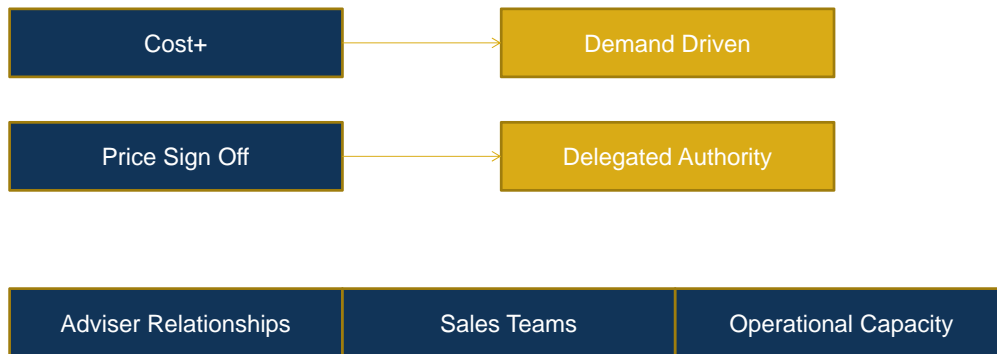 Cost+
Demand Driven
Price Sign Off
Delegated Authority
Adviser Relationships
Sales Teams
Operational Capacity